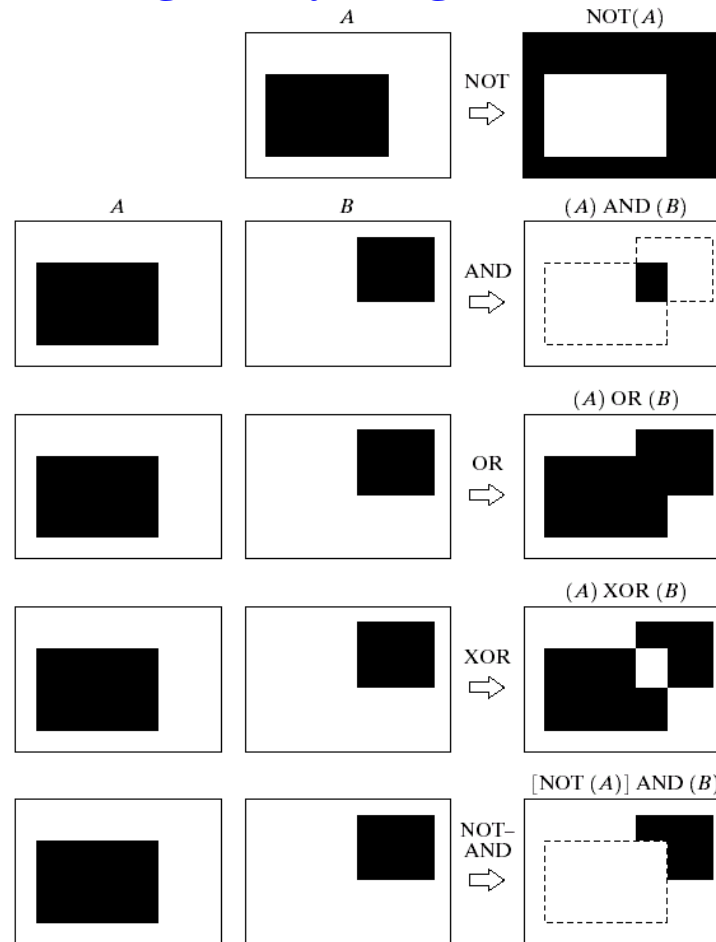 A NOT(A)
NOT
A B (A) AND (B)
AND
(A) OR (B)
OR
(A) XOR (B)
XOR
[NOT (A)] AND (B)
NOT–
AND